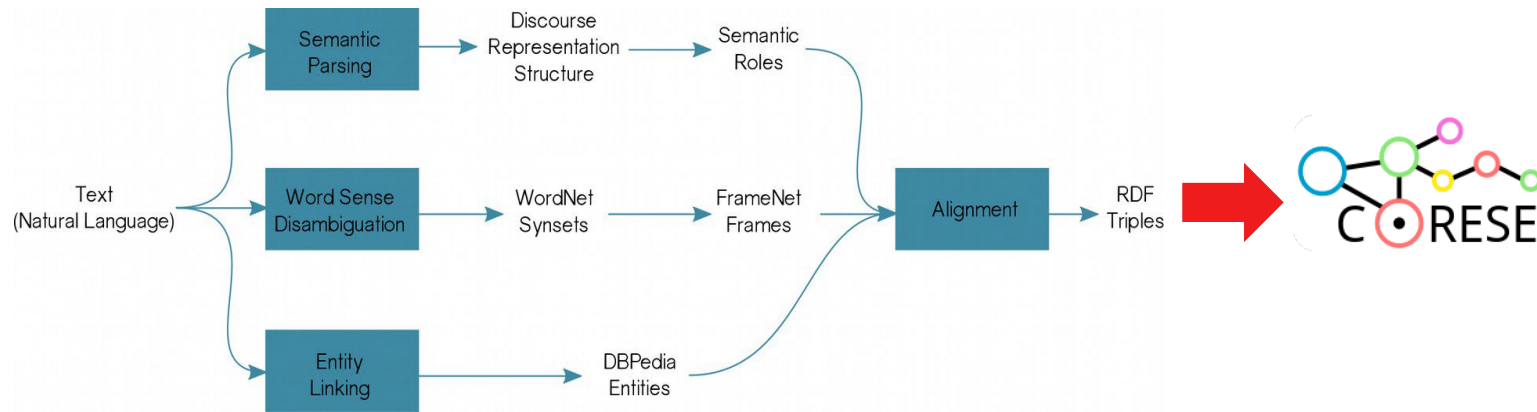 Text
(Natural Language)
Semantic
Parsing
Discourse
Representation
Structure
Semantic
Roles
Word Sense
Disambiguation
WordNet
Synsets
FrameNet
Frames
Entity
Linking
DBPedia
Entities
Alignment
RDF
Triples
CORESE